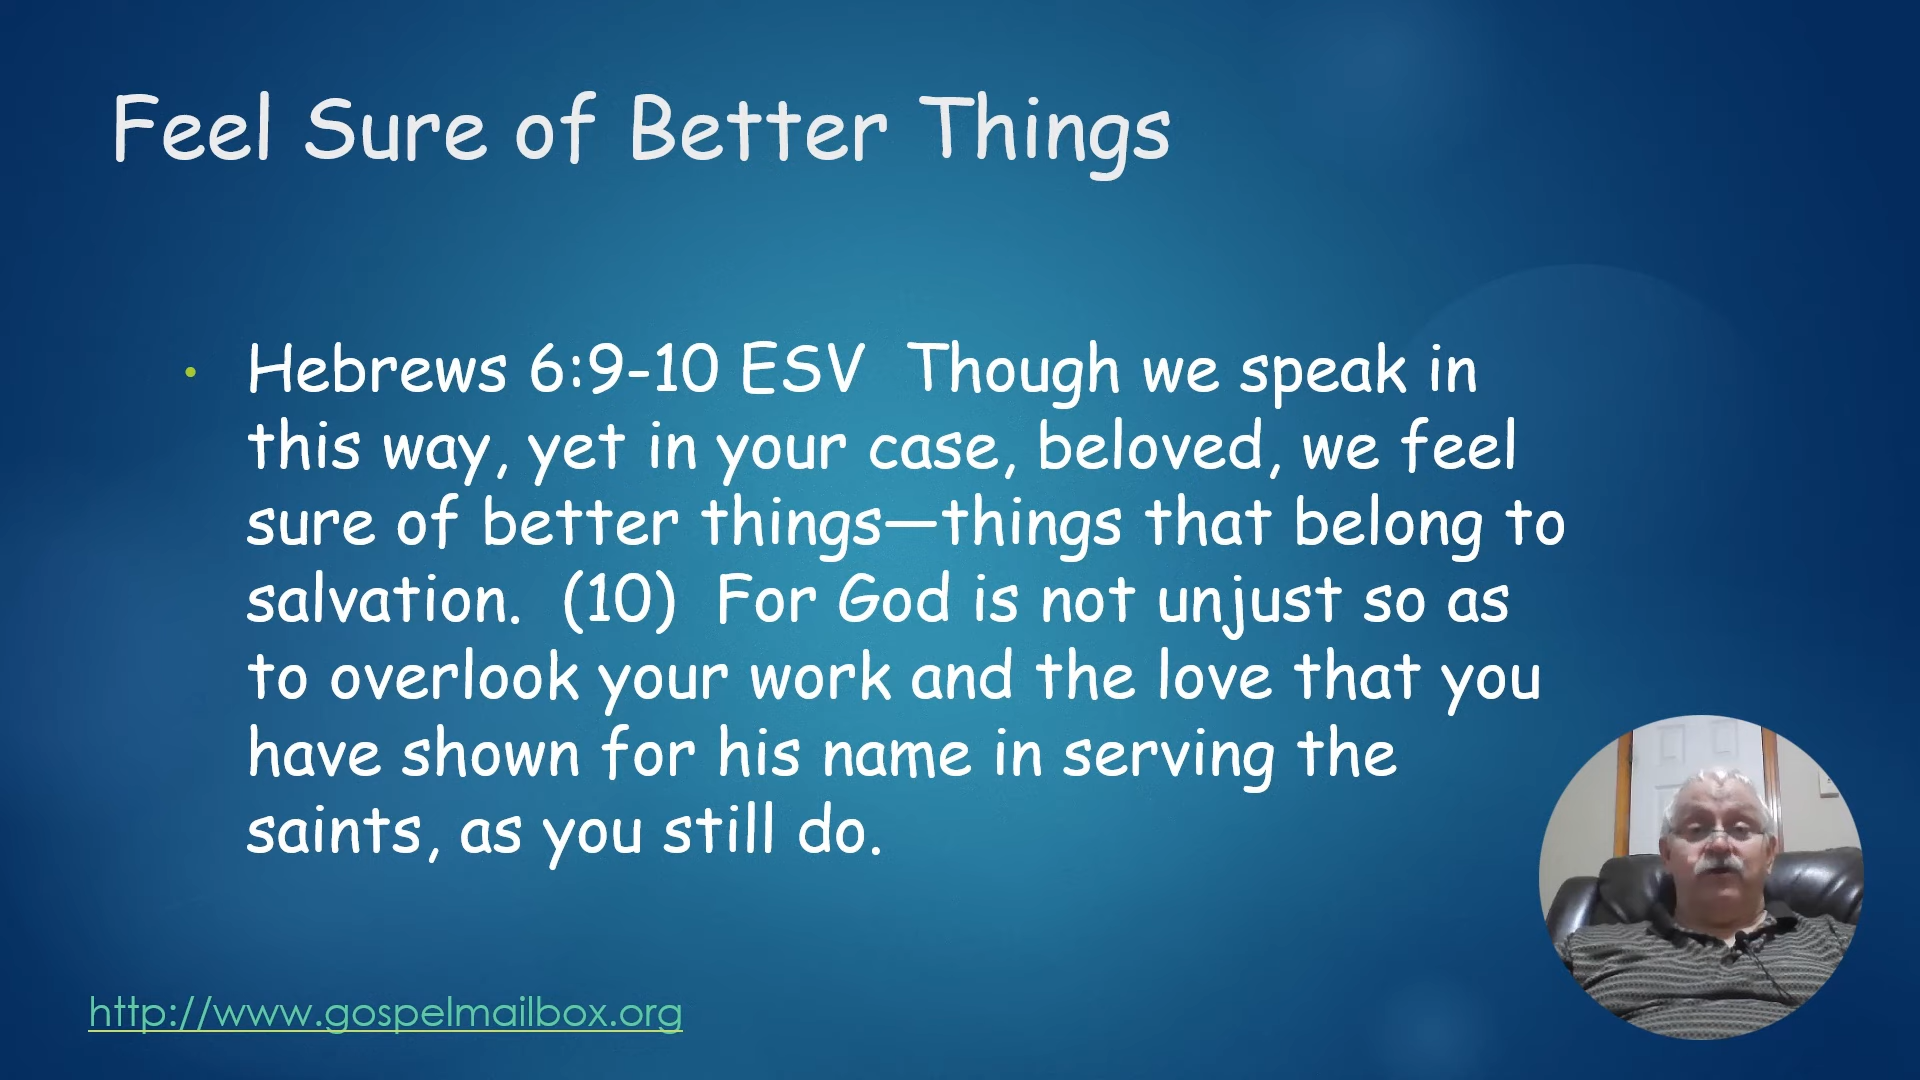 Feel Sure of Better Things
• Hebrews 6:9-10 ESV  Though we speak in
this way, yet in your case, beloved, we feel
sure of better things—things that belong to
salvation.  (10)  For God is not unjust so as
to overlook your work and the love that you
have shown for his name in serving the
saints, as you still do.
http://www.gospelmailbox.org